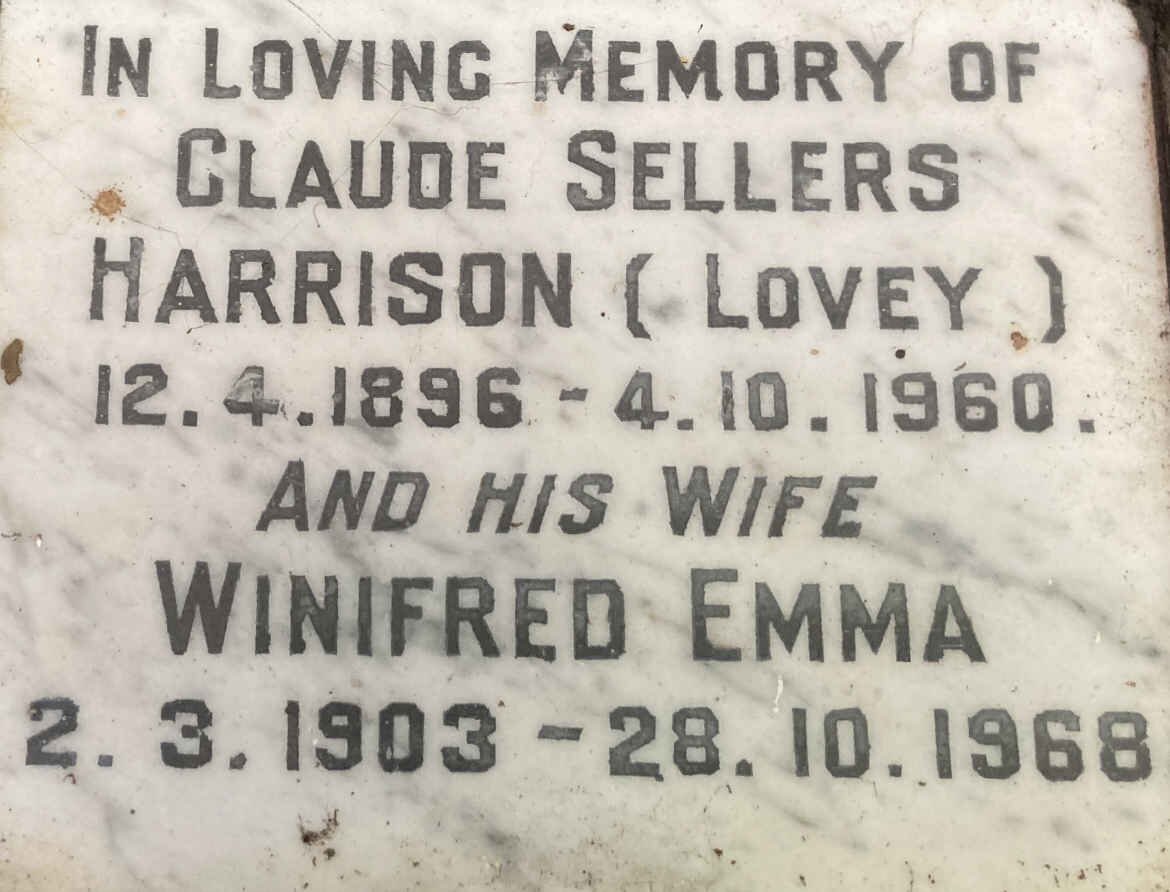 In Loving Memory of
Claude Sellers
Harrison ( Lovey )
12. 4. 1896 - 4. 10. 1960.
And his Wife
Winifred Emma
2. 3. 1903 - 28. 10. 1968